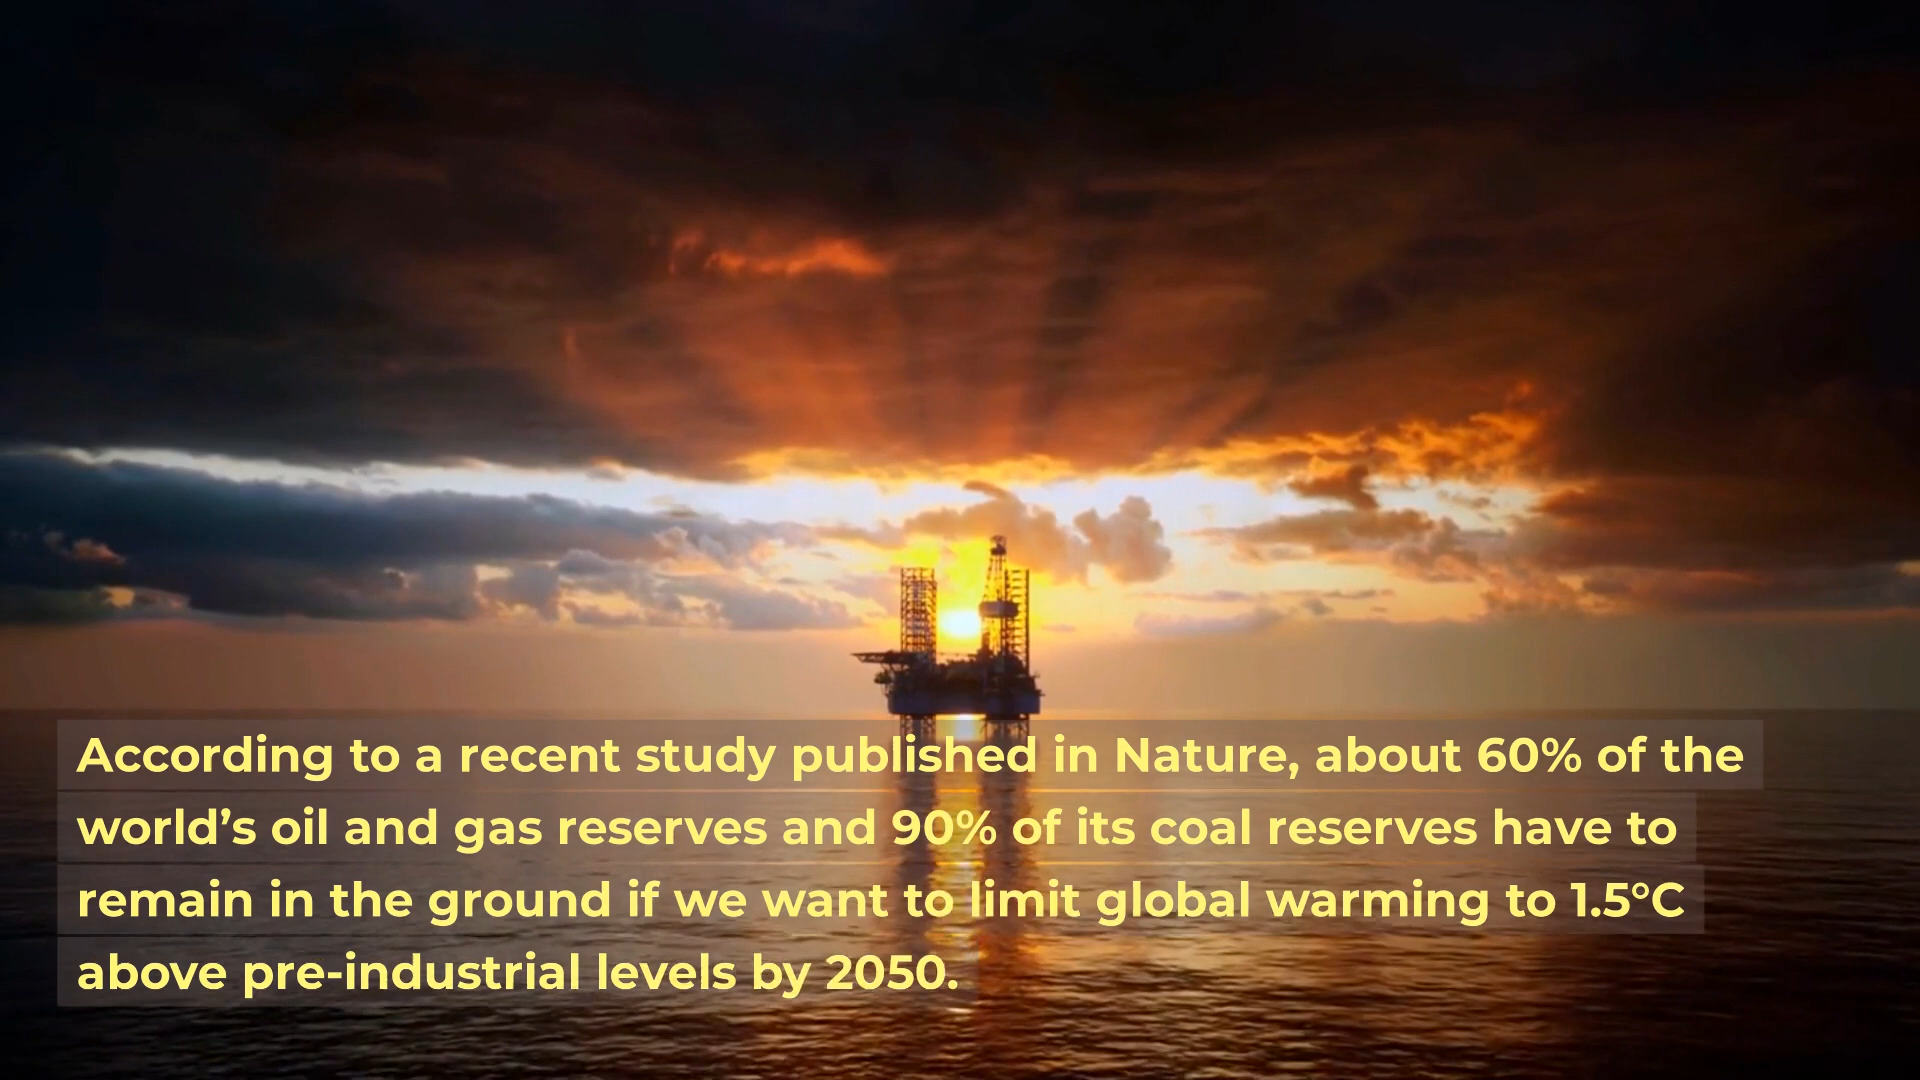 According to a recent study published in Nature, about 60% of the
world’s oil and gas reserves and 90% of its coal reserves have to
remain in the ground if we want to limit global warming to 1.5°C
above pre-industrial levels by 2050.